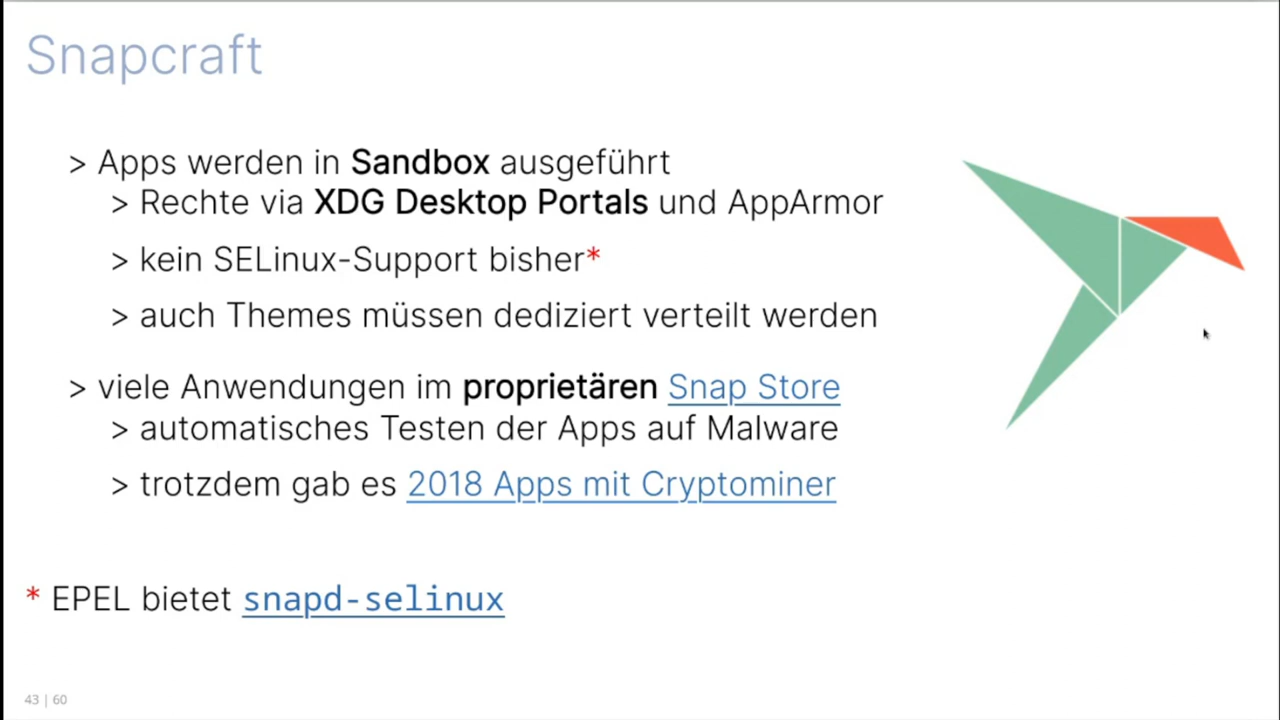 Snapcraft
> Apps werden in Sandbox ausgeführt
> Rechte via XDG Desktop Portals und AppArmor
> kein SELinux-Support bisher*
> auch Themes müssen dediziert verteilt werden
> viele Anwendungen im proprietären Snap Store
> automatisches Testen der Apps auf Malware
> trotzdem gab es 2018 Apps mit Cryptominer
* EPEL bietet snapd-selinux
43 | 60